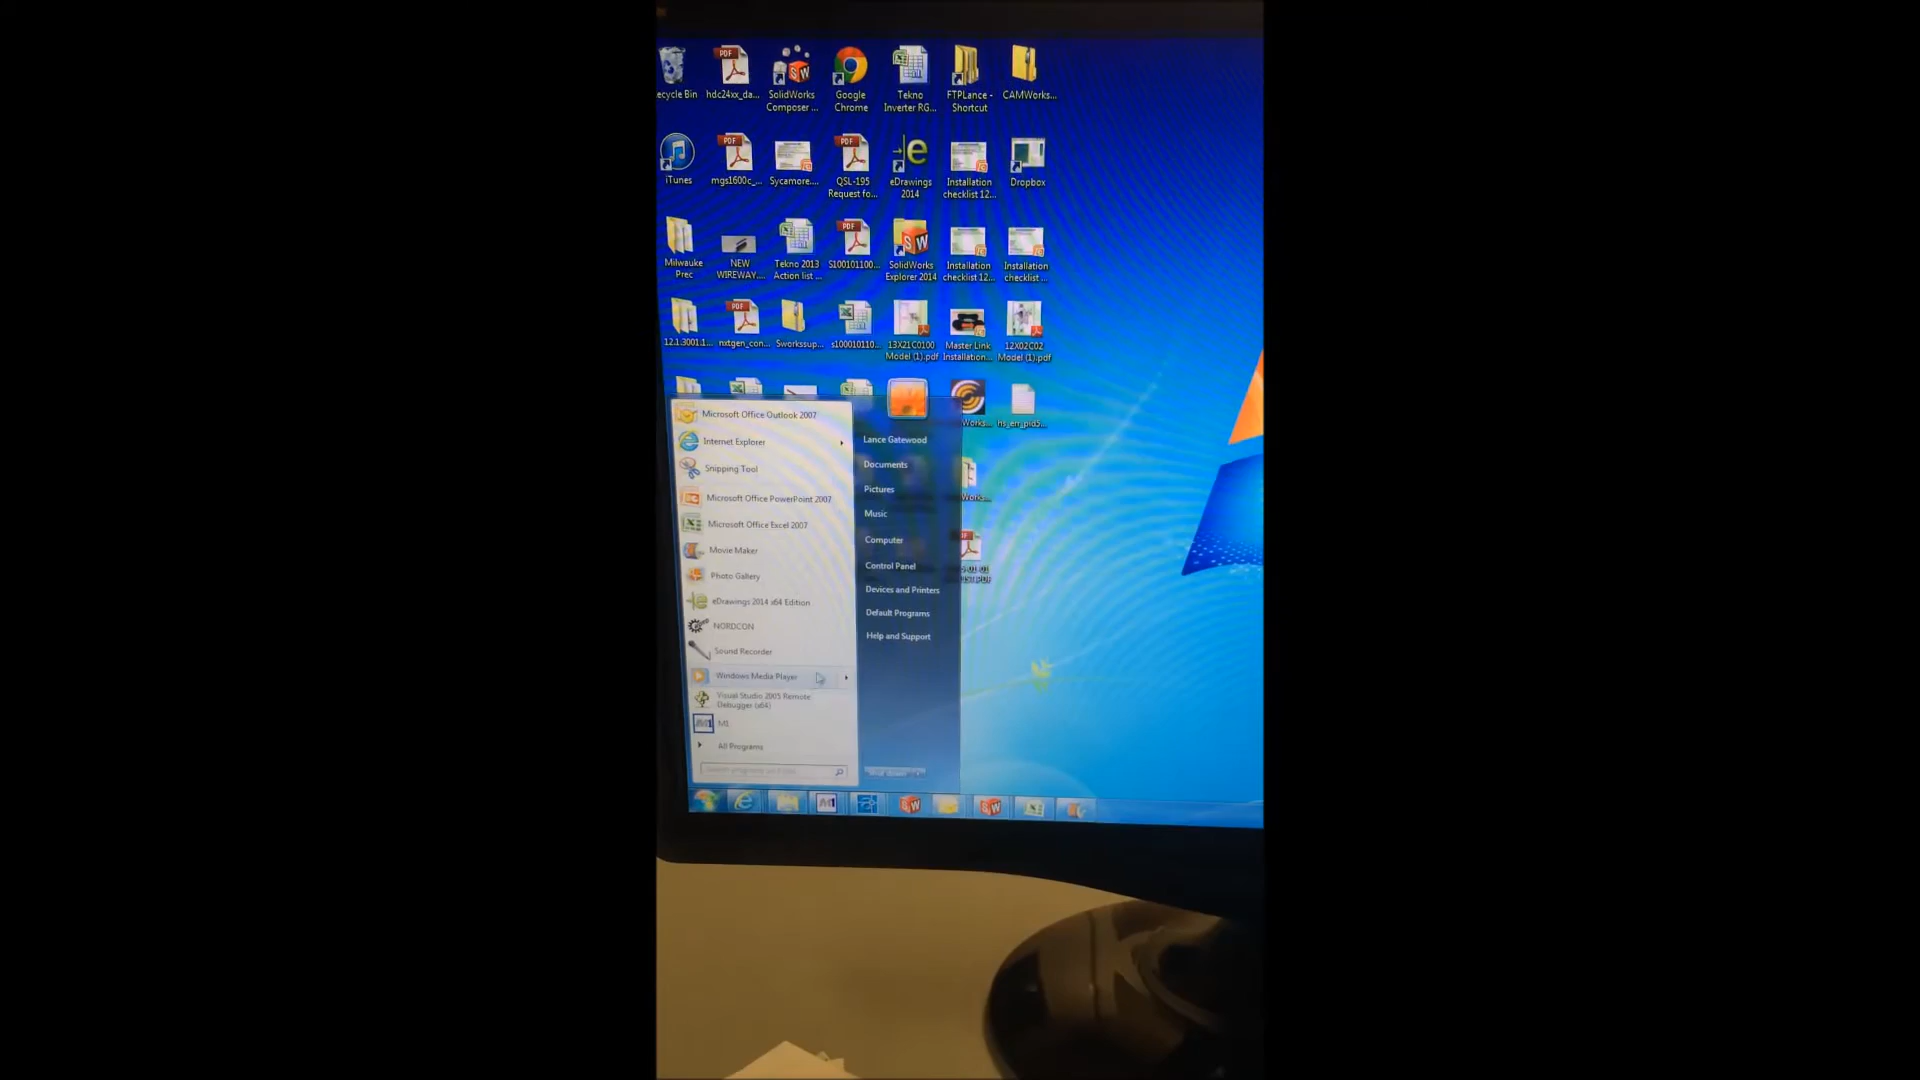 ecycle Bin
hdc24xx_da...
SolidWorks
Composer ...
Google
Chrome
Tekno
Inverter RG...
FTPLance -
Shortcut
CAMWorks...
iTunes
mgs1600c_...
Sycamore....
QSL-195
Request fo...
eDrawings
2014
Installation
checklist 12...
Dropbox
Milwauke
Prec
NEW
WIREWAY....
Tekno 2013
Action list ...
S100101100...
SolidWorks
Explorer 2014
Installation
checklist 12...
Installation
checklist ...
12.1.3001:1...
nxtgen_con...
Sworkssup...
s100010110...
13X21C0100
Model (1).pdf
Master Link
Installation...
12X02C02
Model (1).pdf
Works...
hs_err_pid5...
Works...
Microsoft Office Outlook 2007
Internet Explorer
Snipping Tool
Microsoft Office PowerPoint 2007
Microsoft Office Excel 2007
Movie Maker
Photo Gallery
eDrawings 2014 x64 Edition
NORDCON
Sound Recorder
Windows Media Player
Visual Studio 2005 Remote
Debugger (x64)
M1
All Programs
Lance Gatewood
Documents
Pictures
Music
Computer
Control Panel
Devices and Printers
Default Programs
Help and Support